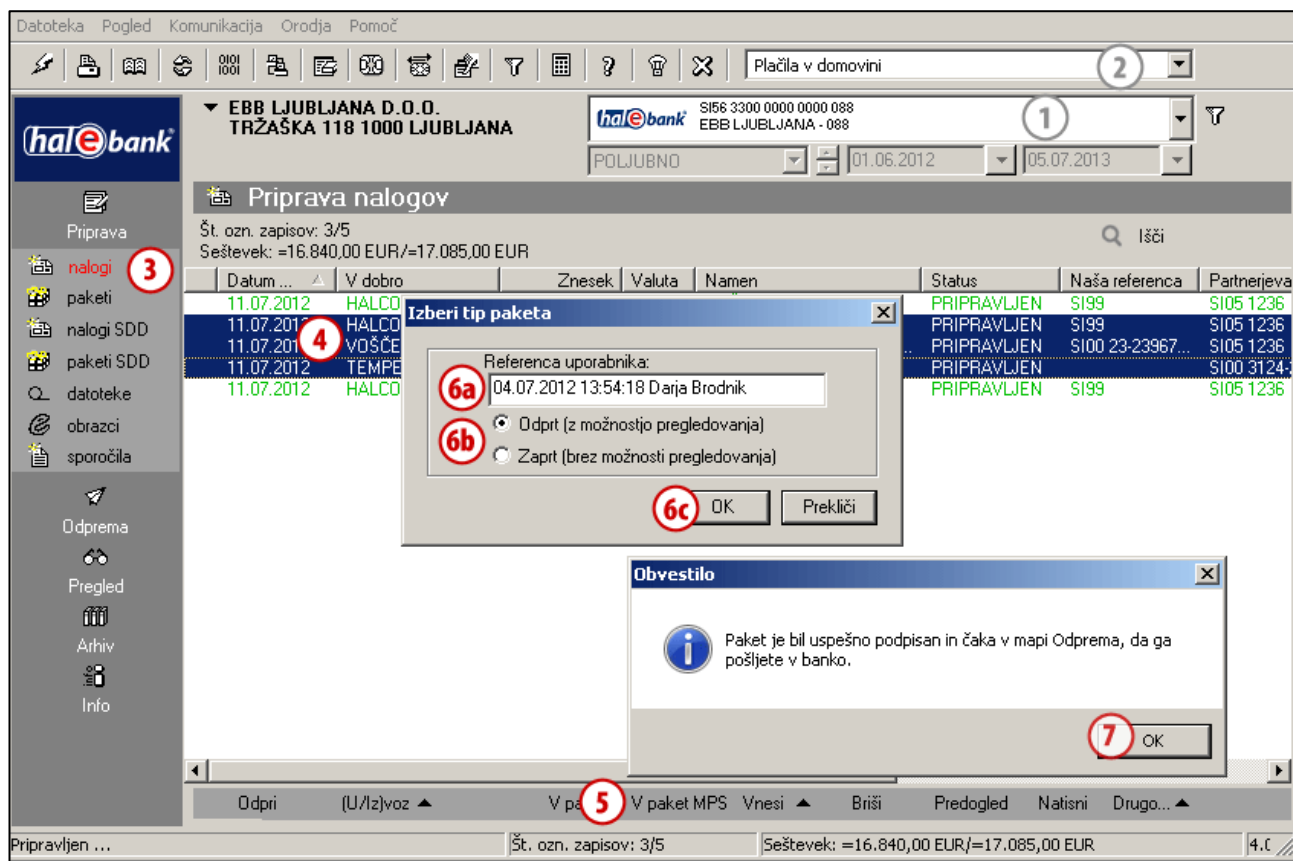 Datoteka Pogled Komunikacija Orodja Pomoč
Plačila v domovini
2
hal@bank
EBB LJUBLJANA D.O.O.
TRŽAŠKA 118 1000 LJUBLJANA
hal@bank
SI56 3300 0000 0000 088
EBB LJUBLJANA - 088
1
POLJUBNO 01.06.2012 05.07.2013
Priprava nalogov
Št. ozn. zapisov: 3/5
Seštevek: =16.840,00 EUR/=17.085,00 EUR
Išči
Priprava
nalogi
3
paketi
nalogi SDD
paketi SDD
datoteke
obrazci
sporočila
Odprema
Pregled
Arhiv
Info
Datum ... V dobro Znesek Valuta Namen Status Naša referenca Partnerjeva
11.07.2012 HALCO PRIPRAVLJEN SI99 SI05 1236
11.07.2012 HALCO PRIPRAVLJEN SI99 SI05 1236
11.07.201 VOŠČE ... PRIPRAVLJEN SI00 23-23967... SI05 1236
4
11.07.2012 TEMPE PRIPRAVLJEN SI00 3124-
11.07.2012 HALCO PRIPRAVLJEN SI99 SI05 1236
Izberi tip paketa
Referenca uporabnika:
6a
04.07.2012 13:54:18 Darja Brodnik
6b
Odprt (z možnostjo pregledovanja)
Zaprt (brez možnosti pregledovanja)
6c
OK Prekliči
Obvestilo
Paket je bil uspešno podpisan in čaka v mapi Odprema, da ga
pošljete v banko.
7
OK
Odpri (U/Iz)voz V pa 5 V paket MPS Vnesi Briši Predogled Natisni Drugo...
Pripravljen ... Št. ozn. zapisov: 3/5 Seštevek: =16.840,00 EUR/=17.085,00 EUR 4.